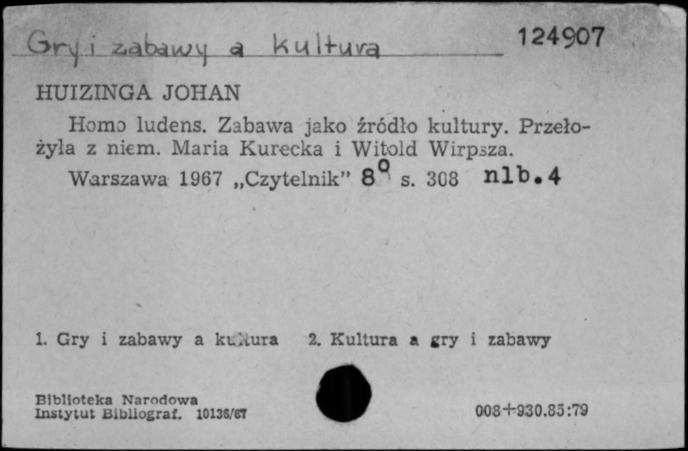 Gry i zabawy a kultura 124907
HUIZINGA JOHAN
Homo ludens. Zabawa jako źródło kultury. Przeło-
żyła z niem. Maria Kurecka i Witold Wirpsza.
Warszawa 1967 „Czytelnik” 8° s. 308 nlb.4
1. Gry i zabawy a kultura 2. Kultura a gry i zabawy
Biblioteka Narodowa
Instytut Bibliograf. 10136/67 008+930.85:79